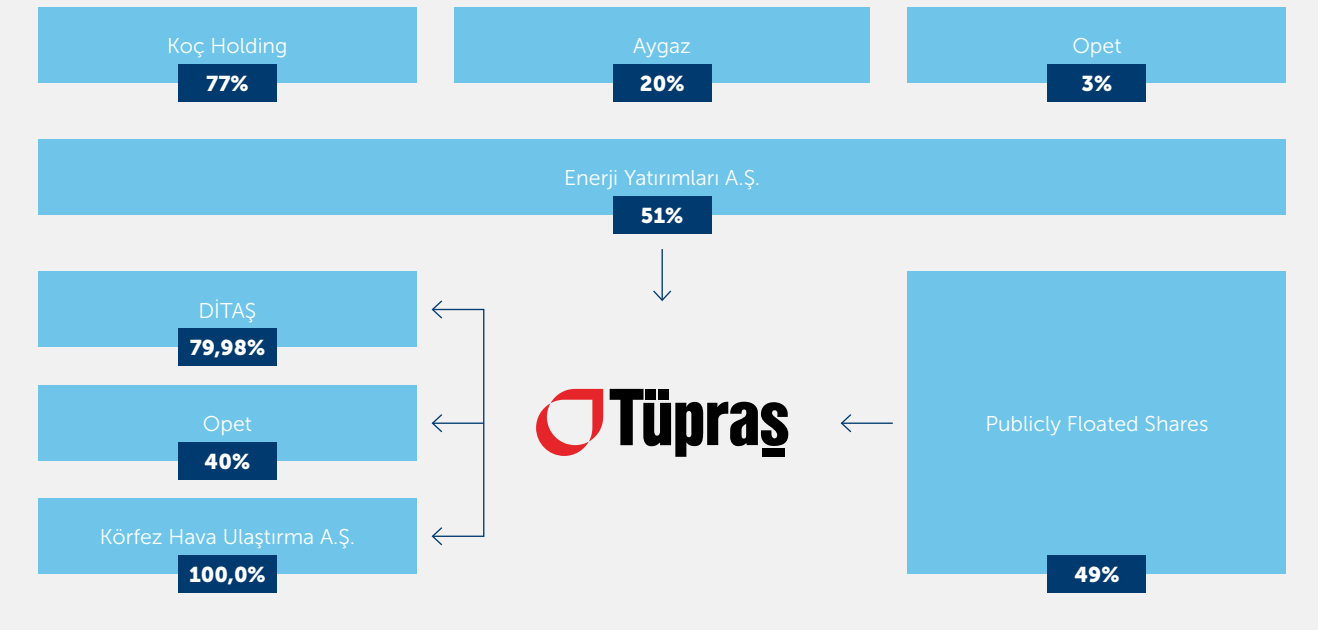 Koç Holding
77%
Aygaz
20%
Opet
3%
Enerji Yatırımları A.Ş.
51%
DİTAŞ
79,98%
Opet
40%
Körfez Hava Ulaştırma A.Ş.
100,0%
Tüpraş
Publicly Floated Shares
49%